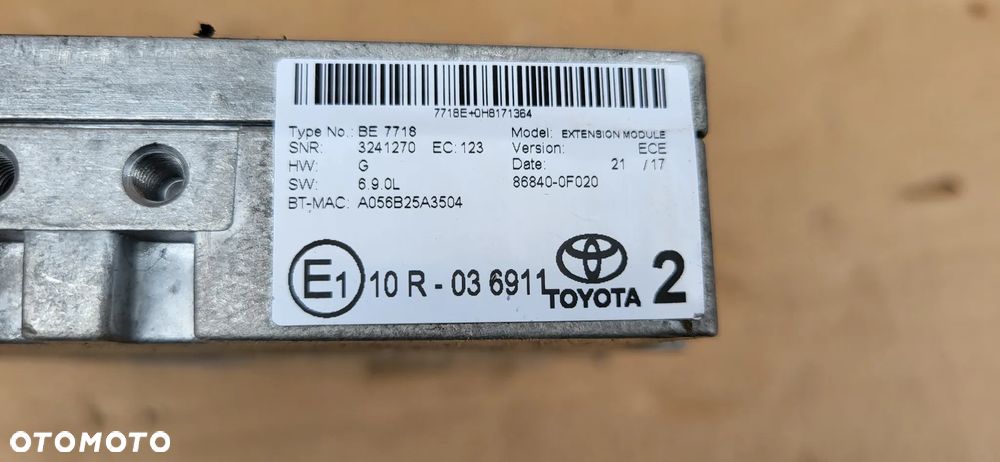 7718E+0H8171364
Type No.: BE 7718 Model: EXTENSION MODULE
SNR: 3241270 EC: 123 Version: ECE
HW: G Date: 21 /17
SW: 6.9.0L 86840-0F020
BT-MAC: A056B25A3504
E1 10 R - 03 6911 TOYOTA 2
OTOMOTO